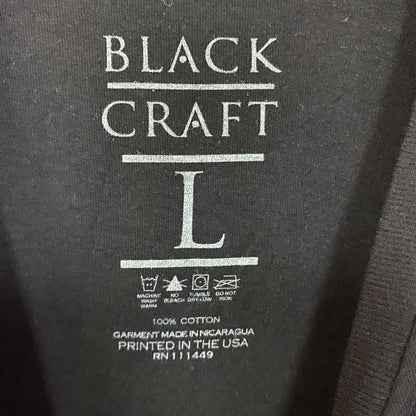 BLACK
CRAFT
L
MACHINE WASH WARM
NO BLEACH
TUMBLE DRY LOW
DO NOT IRON
100% COTTON
GARMENT MADE IN NICARAGUA
PRINTED IN THE USA
RN 111449